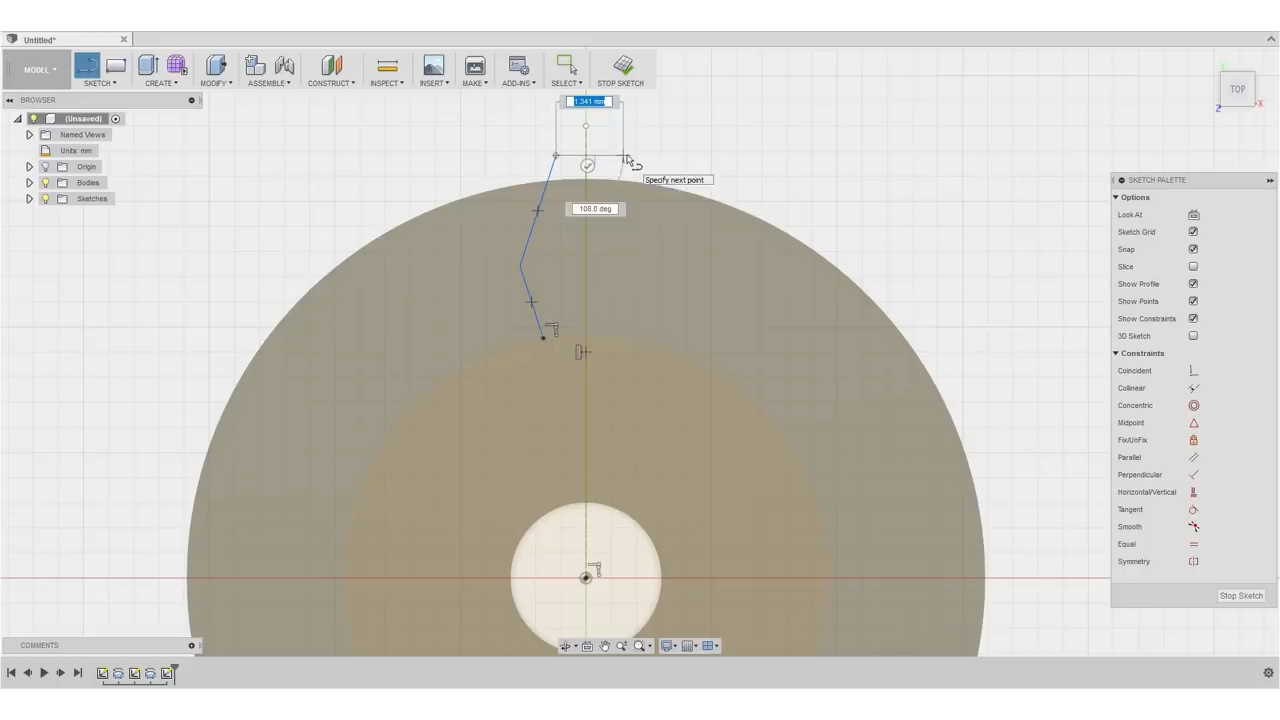 Untitled*
MODEL
SKETCH
CREATE
MODIFY
ASSEMBLE
CONSTRUCT
INSPECT
INSERT
MAKE
ADD-INS
SELECT
STOP SKETCH
BROWSER
(Unsaved)
Named Views
Units: mm
Origin
Bodies
Sketches
1.341 mm
Specify next point
108.0 deg
TOP
Y
X
Z
SKETCH PALETTE
Options
Look At
Sketch Grid
Snap
Slice
Show Profile
Show Points
Show Constraints
3D Sketch
Constraints
Coincident
Collinear
Concentric
Midpoint
Fix/UnFix
Parallel
Perpendicular
Horizontal/Vertical
Tangent
Smooth
Equal
Symmetry
Stop Sketch
COMMENTS